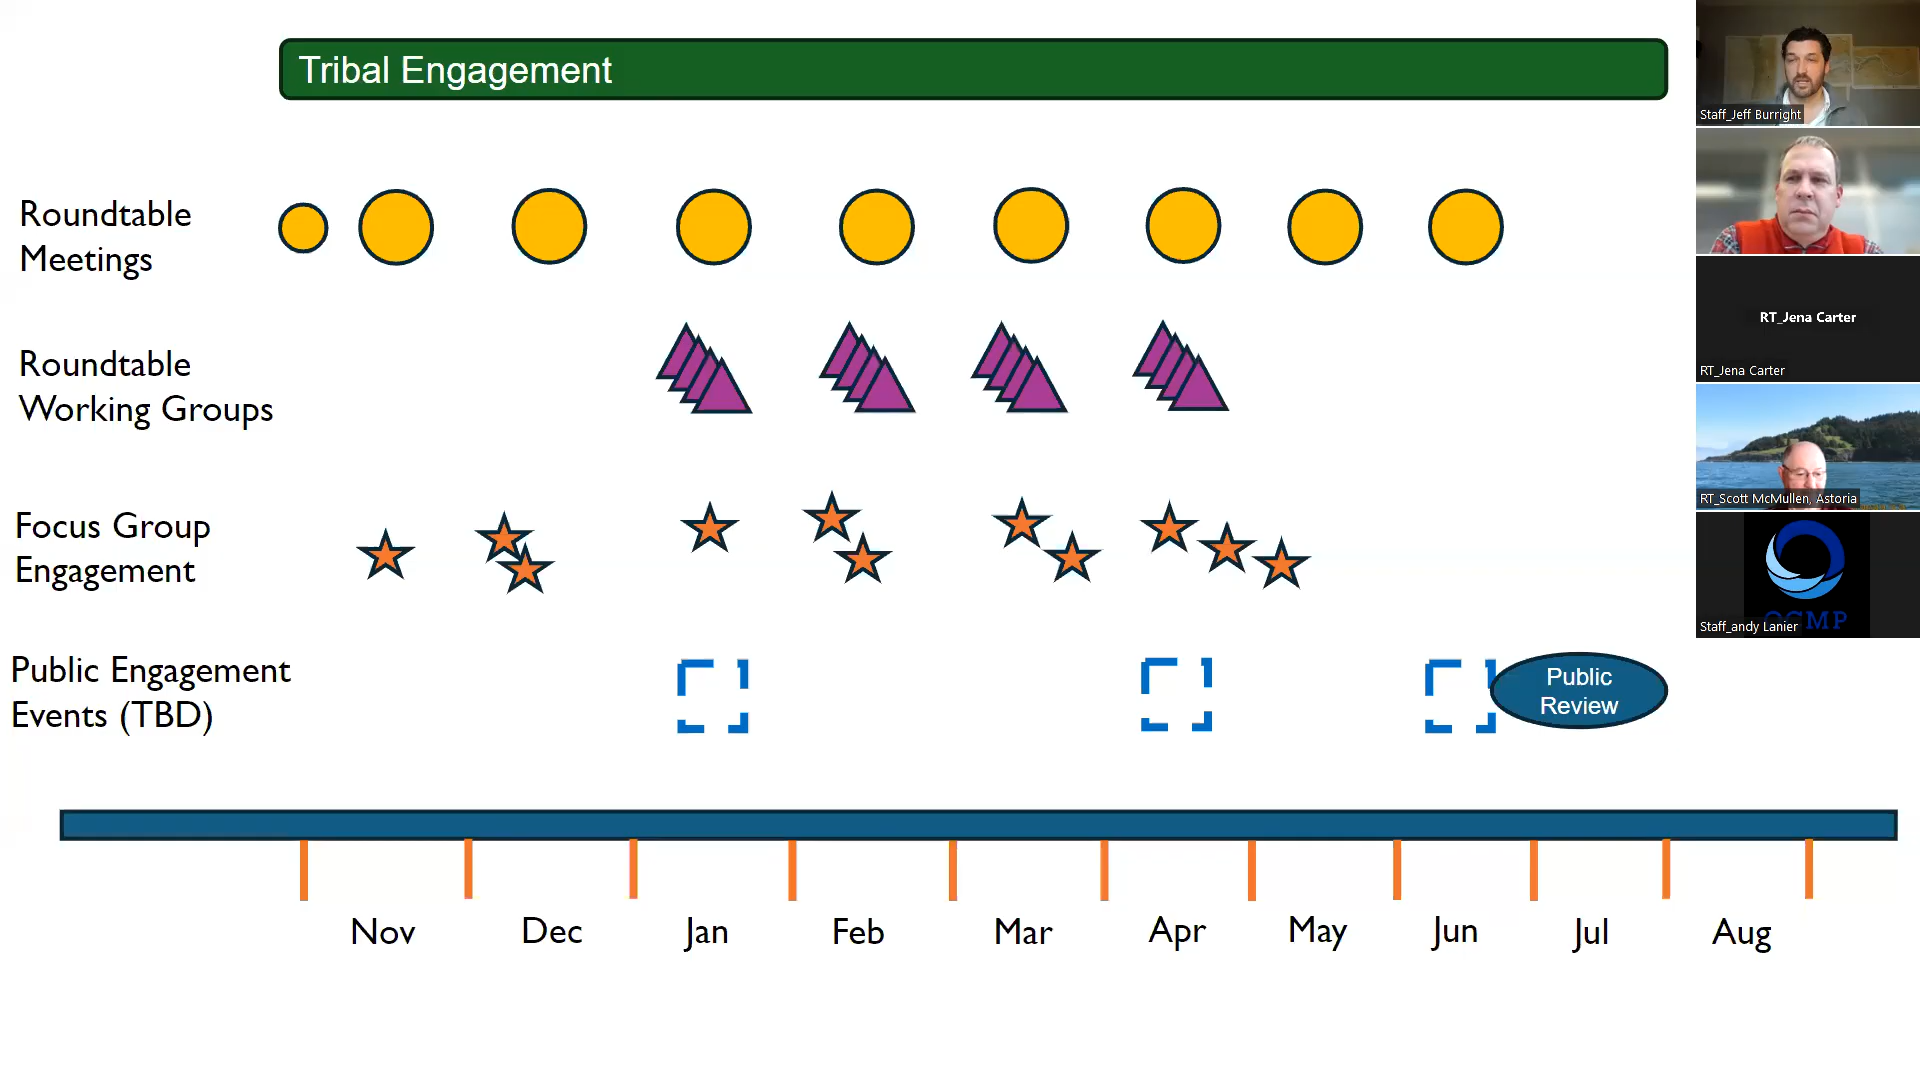 Tribal Engagement
Roundtable
Meetings
Roundtable
Working Groups
Focus Group
Engagement
Public Engagement
Events (TBD)
Public
Review
Nov
Dec
Jan
Feb
Mar
Apr
May
Jun
Jul
Aug
Staff_Jeff Burright
RT_Jena Carter
RT_Jena Carter
RT_Scott McMullen, Astoria
OCMP
Staff_andy Lanier